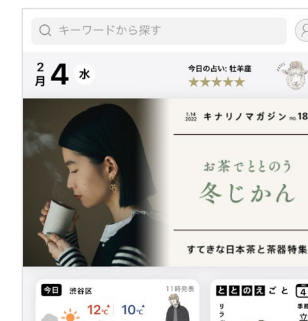 キーワードから探す
2月4水
今日の占い: 牡羊座
★★★★★
キナリノマガジン no.18
お茶でととのう
冬じかん
すてきな日本茶と茶器特集
今日 渋谷区 11時発表
12℃ 10℃
ととのえごと